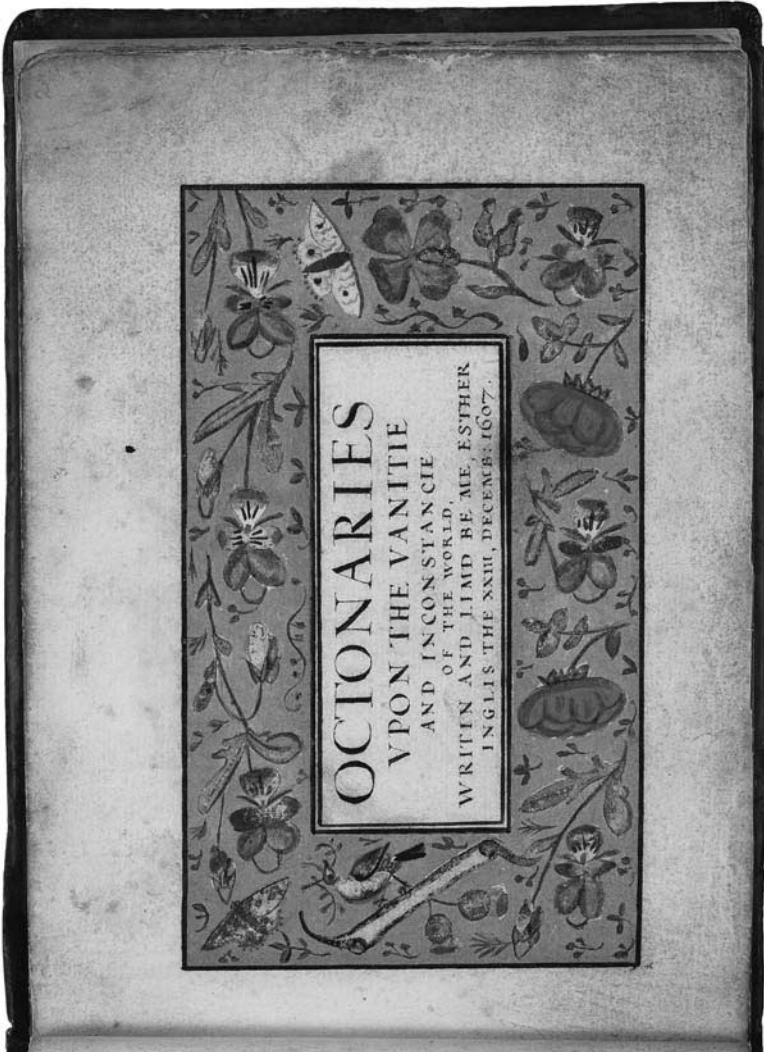 OCTONARIES
VPON THE VANITIE
AND INCONSTANCIE
OF THE WORLD,
WRITIN AND LIMD BE ME, ESTHER
INGLIS THE XXIII, DECEMB: 1607.